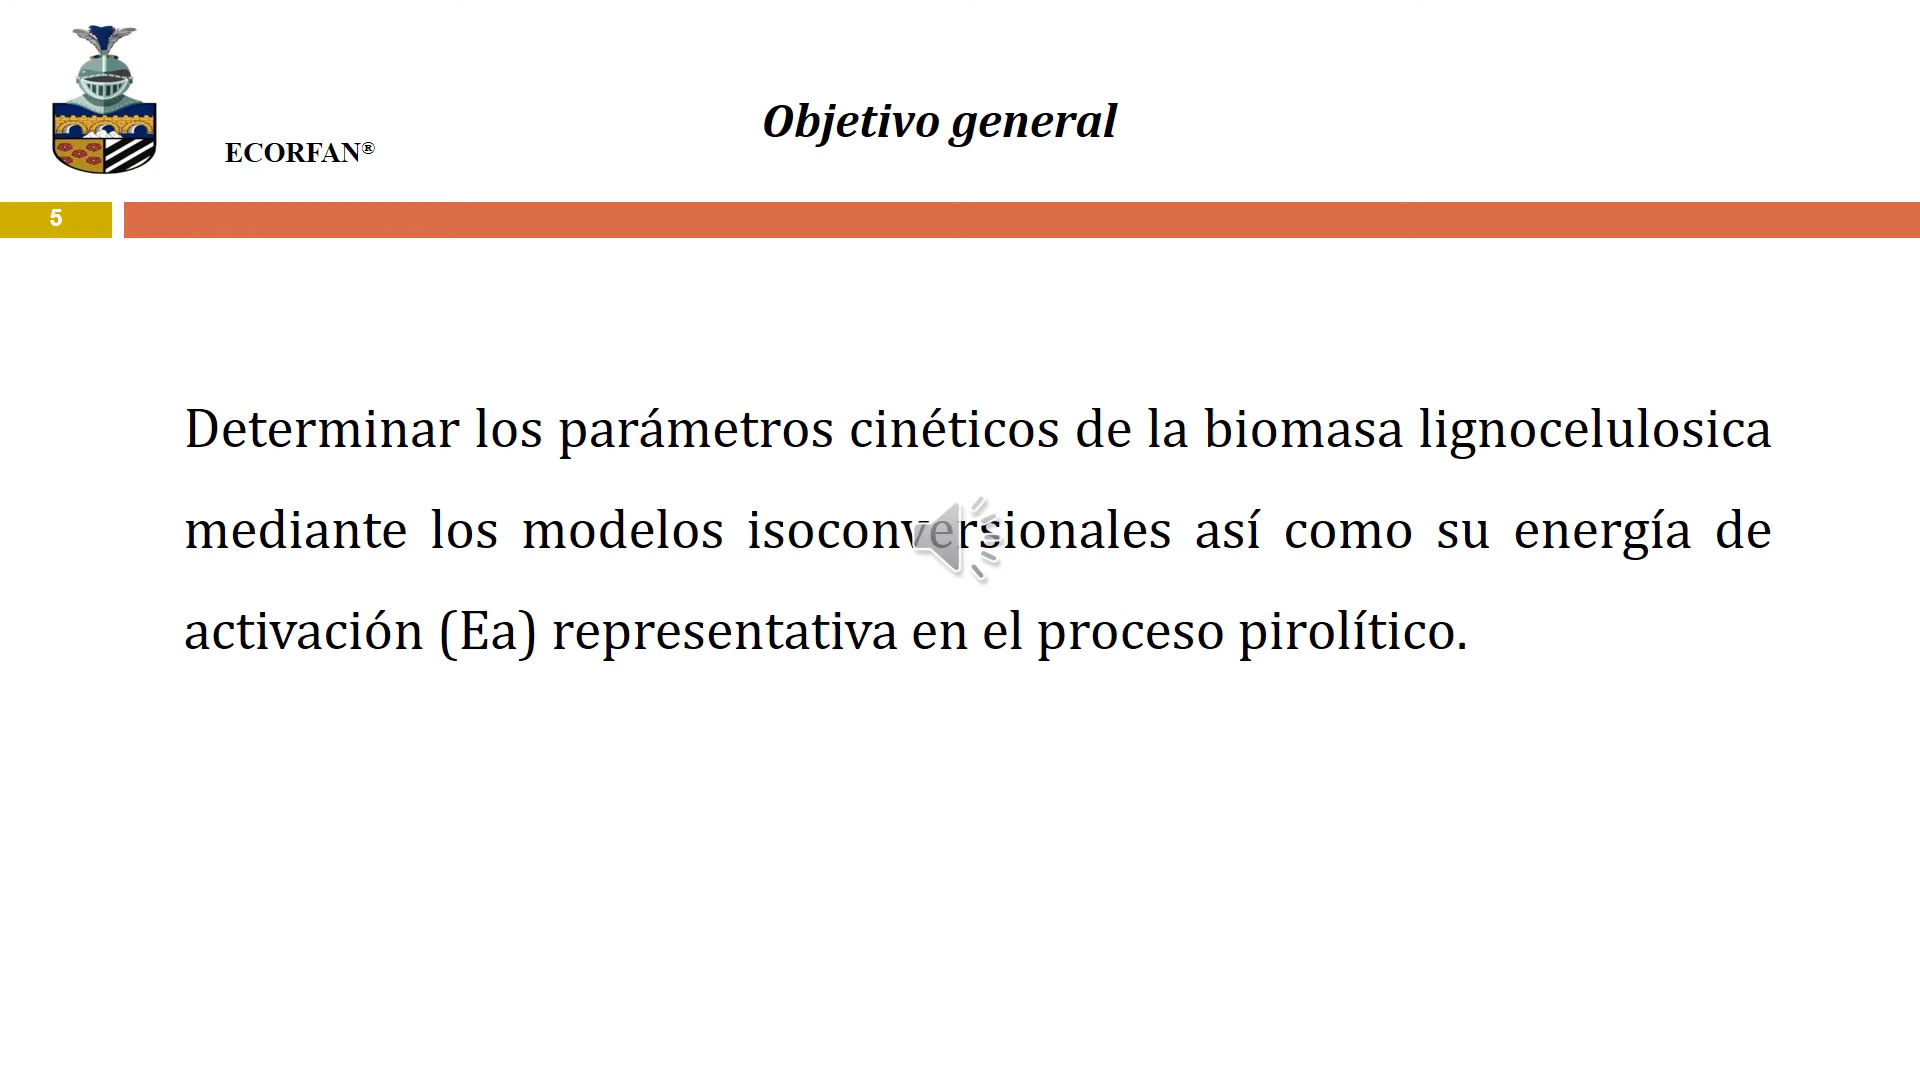 Objetivo general
ECORFAN®
5
Determinar los parámetros cinéticos de la biomasa lignocelulosica
mediante los modelos isoconversionales así como su energía de
activación (Ea) representativa en el proceso pirolítico.